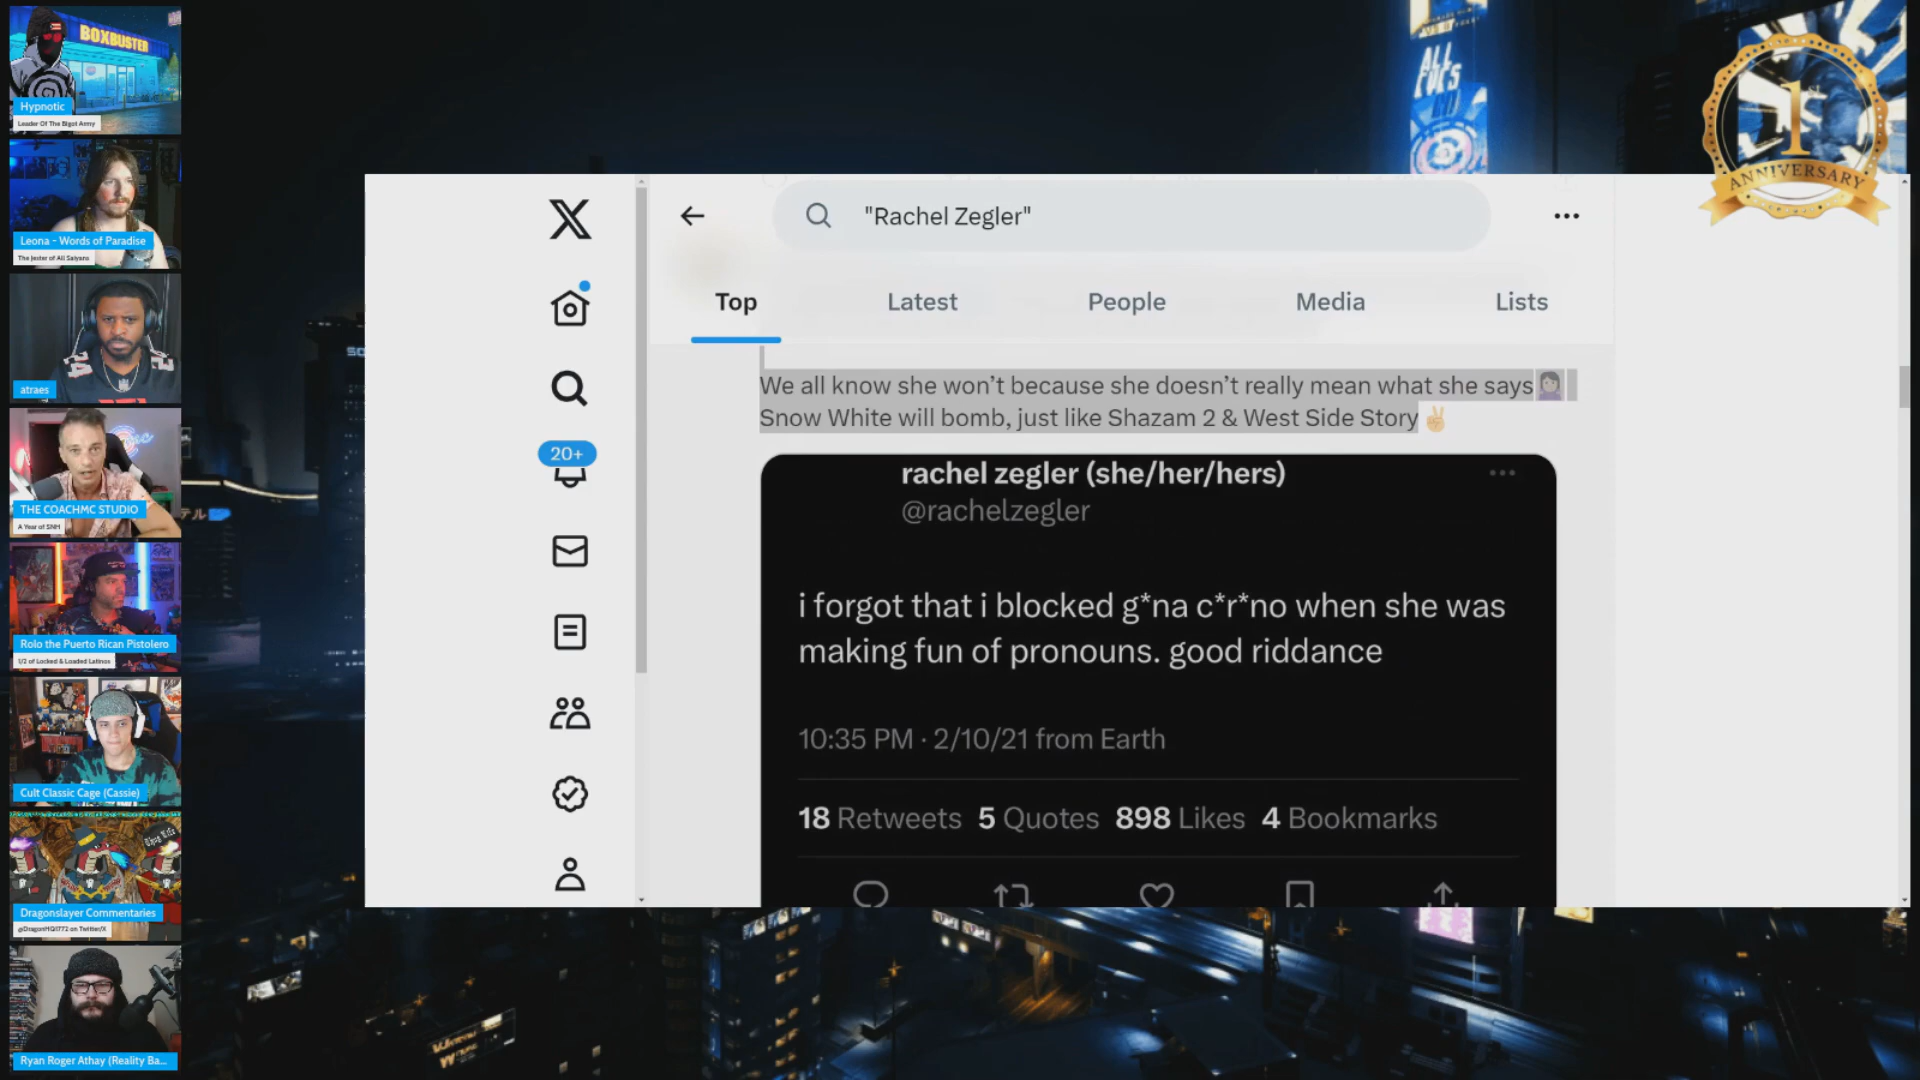 BOXBUSTER
Hypnotic
Leader Of The Bigot Army
Leona - Words of Paradise
The Jester of All Saiyans
atraes
THE COACHMC STUDIO
A Year of SNH
Rolo the Puerto Rican Pistolero
1/2 of Locked & Loaded Latinos
Cult Classic Cage (Cassie)
Thug Life
Dragonslayer Commentaries
@DragonHQ1772 on Twitter/X
Ryan Roger Athay (Reality Ba...
1st
ANNIVERSARY
"Rachel Zegler"
Top
Latest
People
Media
Lists
20+
We all know she won't because she doesn't really mean what she says🤷🏻‍♀️
Snow White will bomb, just like Shazam 2 & West Side Story✌🏼
rachel zegler (she/her/hers)
@rachelzegler
i forgot that i blocked g*na c*r*no when she was
making fun of pronouns. good riddance
10:35 PM · 2/10/21 from Earth
18 Retweets 5 Quotes 898 Likes 4 Bookmarks